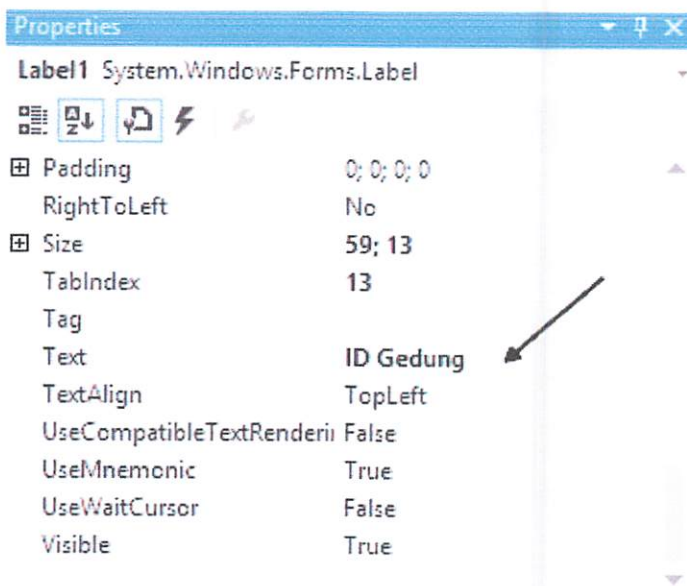 Properties
Label1 System.Windows.Forms.Label
Padding 0; 0; 0; 0
RightToLeft No
Size 59; 13
TabIndex 13
Tag
Text ID Gedung
TextAlign TopLeft
UseCompatibleTextRenderii False
UseMnemonic True
UseWaitCursor False
Visible True